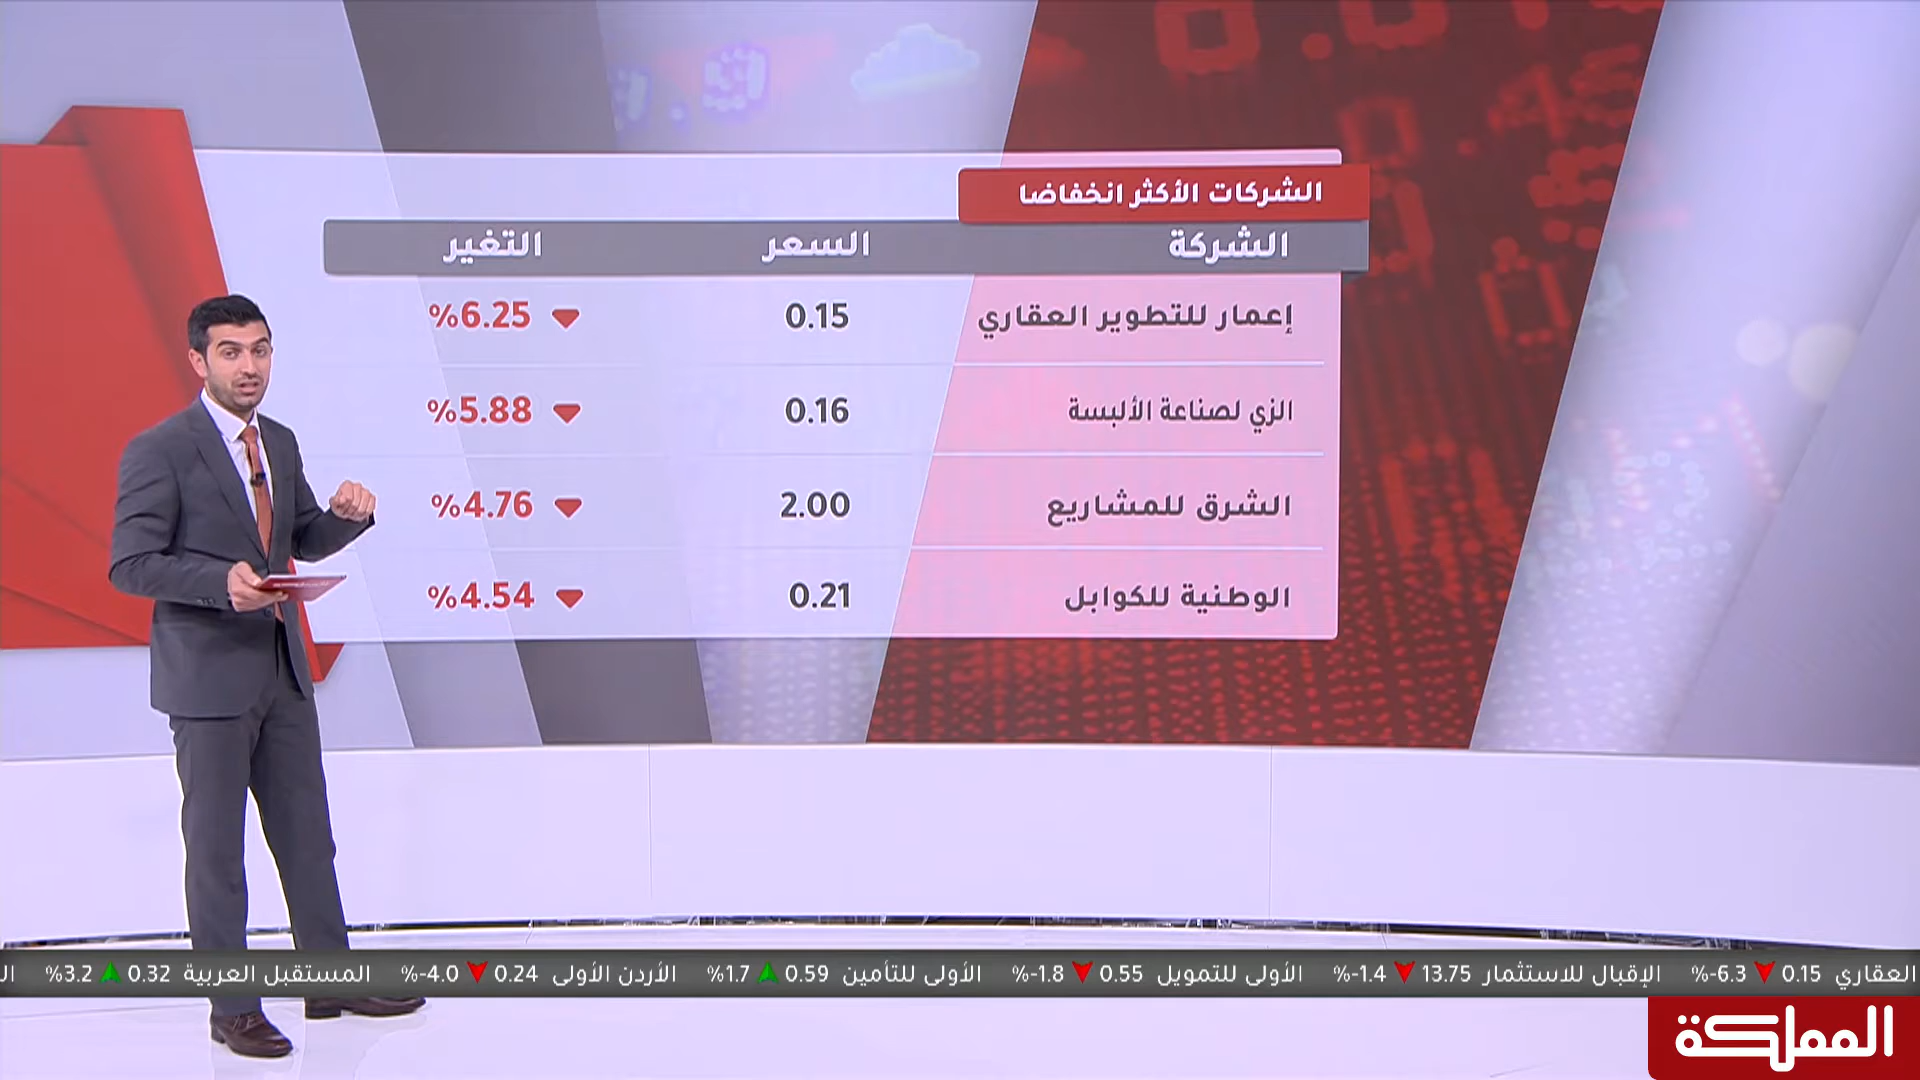 الشركات الأكثر انخفاضا
الشركة السعر التغير
إعمار للتطوير العقاري 0.15 %6.25
الزي لصناعة الألبسة 0.16 %5.88
الشرق للمشاريع 2.00 %4.76
الوطنية للكوابل 0.21 %4.54
العقاري 0.15 %-6.3 الإقبال للاستثمار 13.75 %-1.4 الأولى للتمويل 0.55 %-1.8 الأولى للتأمين 0.59 %1.7 الأردن الأولى 0.24 %-4.0 المستقبل العربية 0.32 %3.2 ال
المملكة